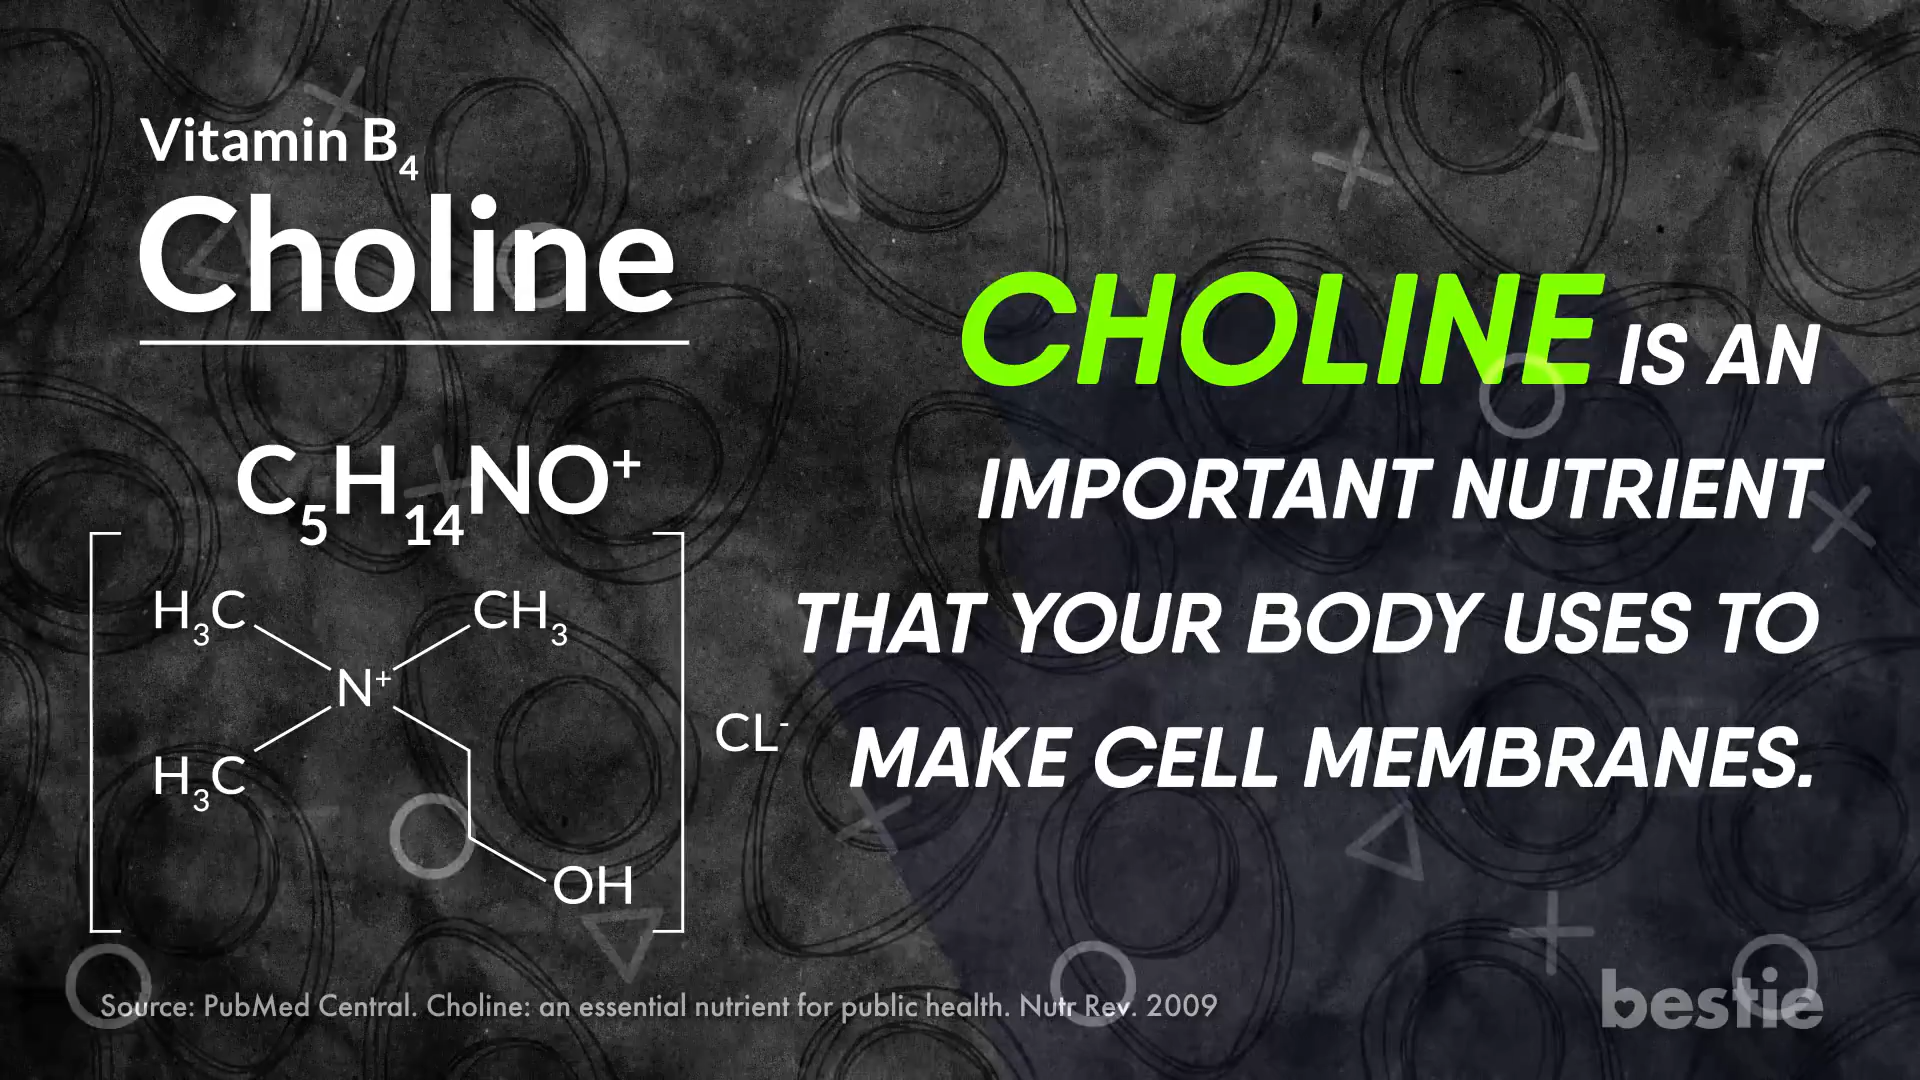 Vitamin B₄
Choline
C₅H₁₄NO⁺
H₃C
CH₃
N⁺
H₃C
OH
CL⁻
CHOLINE IS AN
IMPORTANT NUTRIENT
THAT YOUR BODY USES TO
MAKE CELL MEMBRANES.
Source: PubMed Central. Choline: an essential nutrient for public health. Nutr Rev. 2009
bestie